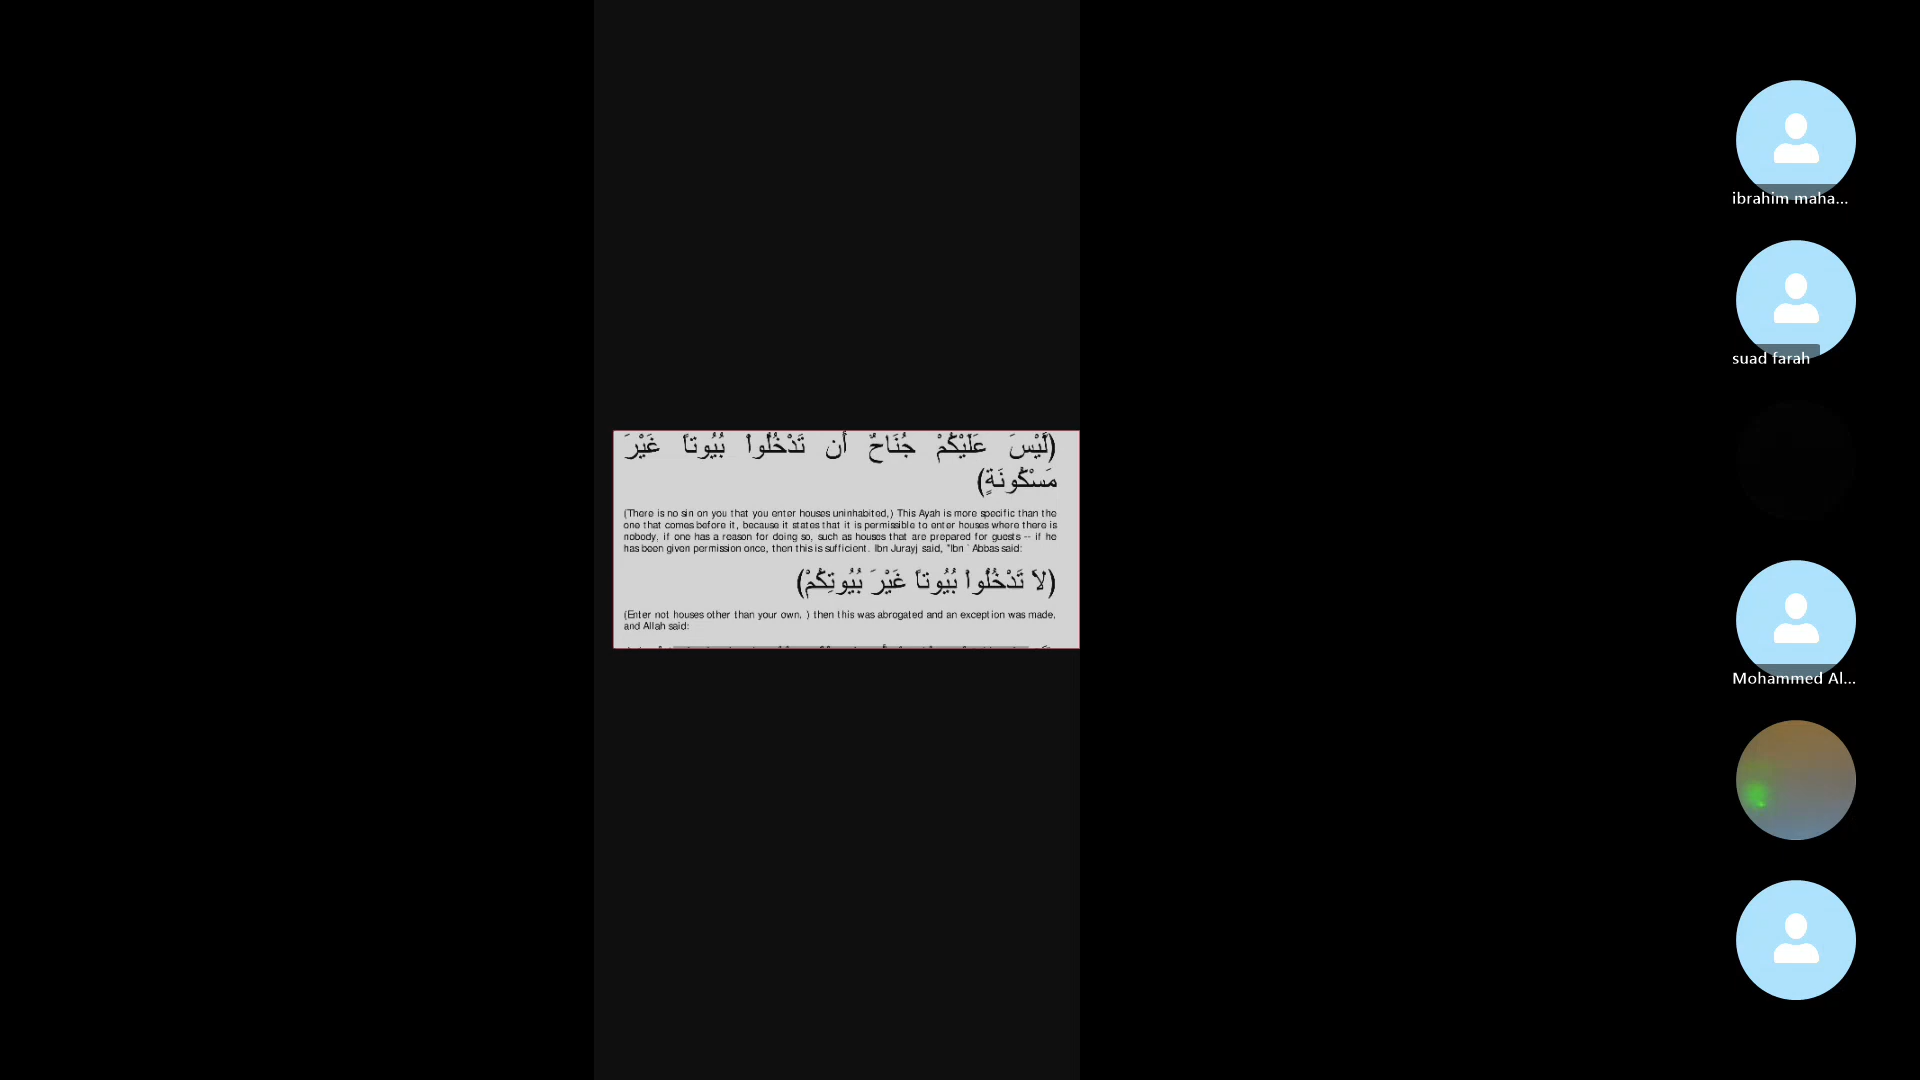 (لَّيْسَ عَلَيْكُمْ جُنَاحٌ أَن تَدْخُلُواْ بُيُوتاً غَيْرَ
مَسْكُونَةٍ)
(There is no sin on you that you enter houses uninhabited,) This Ayah is more specific than the
one that comes before it, because it states that it is permissible to enter houses where there is
nobody, if one has a reason for doing so, such as houses that are prepared for guests -- if he
has been given permission once, then this is sufficient. Ibn Jurayj said, "Ibn `Abbas said:
(لاَ تَدْخُلُواْ بُيُوتاً غَيْرَ بُيُوتِكُمْ)
(Enter not houses other than your own, ) then this was abrogated and an exception was made,
and Allah said:
ibrahim maha...
suad farah
Mohammed Al...